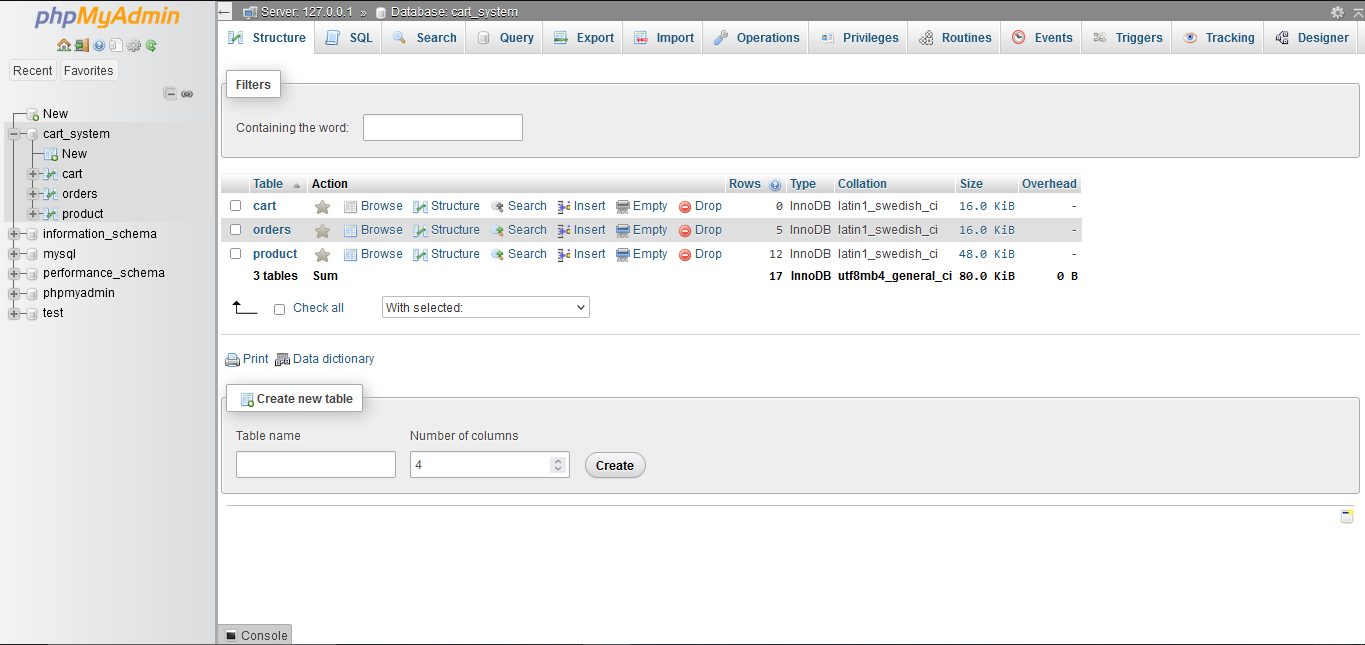 phpMyAdmin
Recent Favorites
New
cart_system
New
cart
orders
product
information_schema
mysql
performance_schema
phpmyadmin
test
Server: 127.0.0.1 » Database: cart_system
Structure SQL Search Query Export Import Operations Privileges Routines Events Triggers Tracking Designer
Filters
Containing the word:
Table Action Rows Type Collation Size Overhead
cart Browse Structure Search Insert Empty Drop 0 InnoDB latin1_swedish_ci 16.0 KiB -
orders Browse Structure Search Insert Empty Drop 5 InnoDB latin1_swedish_ci 16.0 KiB -
product Browse Structure Search Insert Empty Drop 12 InnoDB latin1_swedish_ci 48.0 KiB -
3 tables Sum 17 InnoDB utf8mb4_general_ci 80.0 KiB 0 B
Check all With selected:
Print Data dictionary
Create new table
Table name Number of columns
4 Create
Console